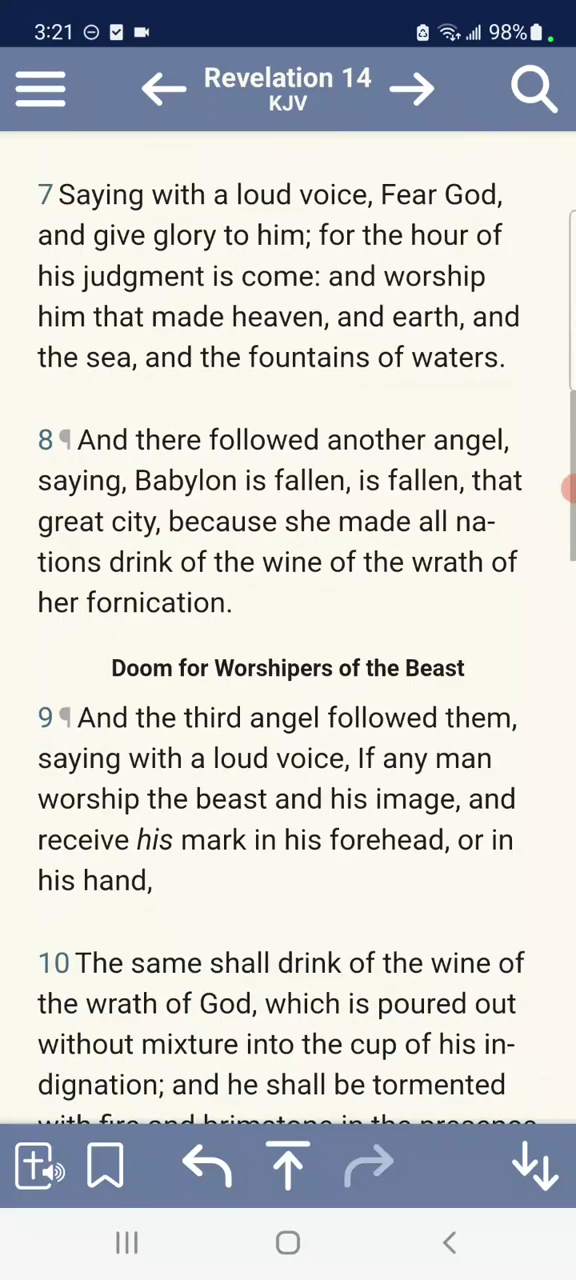 3:21 98%
Revelation 14
KJV
7 Saying with a loud voice, Fear God,
and give glory to him; for the hour of
his judgment is come: and worship
him that made heaven, and earth, and
the sea, and the fountains of waters.
8 ¶ And there followed another angel,
saying, Babylon is fallen, is fallen, that
great city, because she made all na-
tions drink of the wine of the wrath of
her fornication.
Doom for Worshipers of the Beast
9 ¶ And the third angel followed them,
saying with a loud voice, If any man
worship the beast and his image, and
receive his mark in his forehead, or in
his hand,
10 The same shall drink of the wine of
the wrath of God, which is poured out
without mixture into the cup of his in-
dignation; and he shall be tormented
with fire and brimstone in the presence